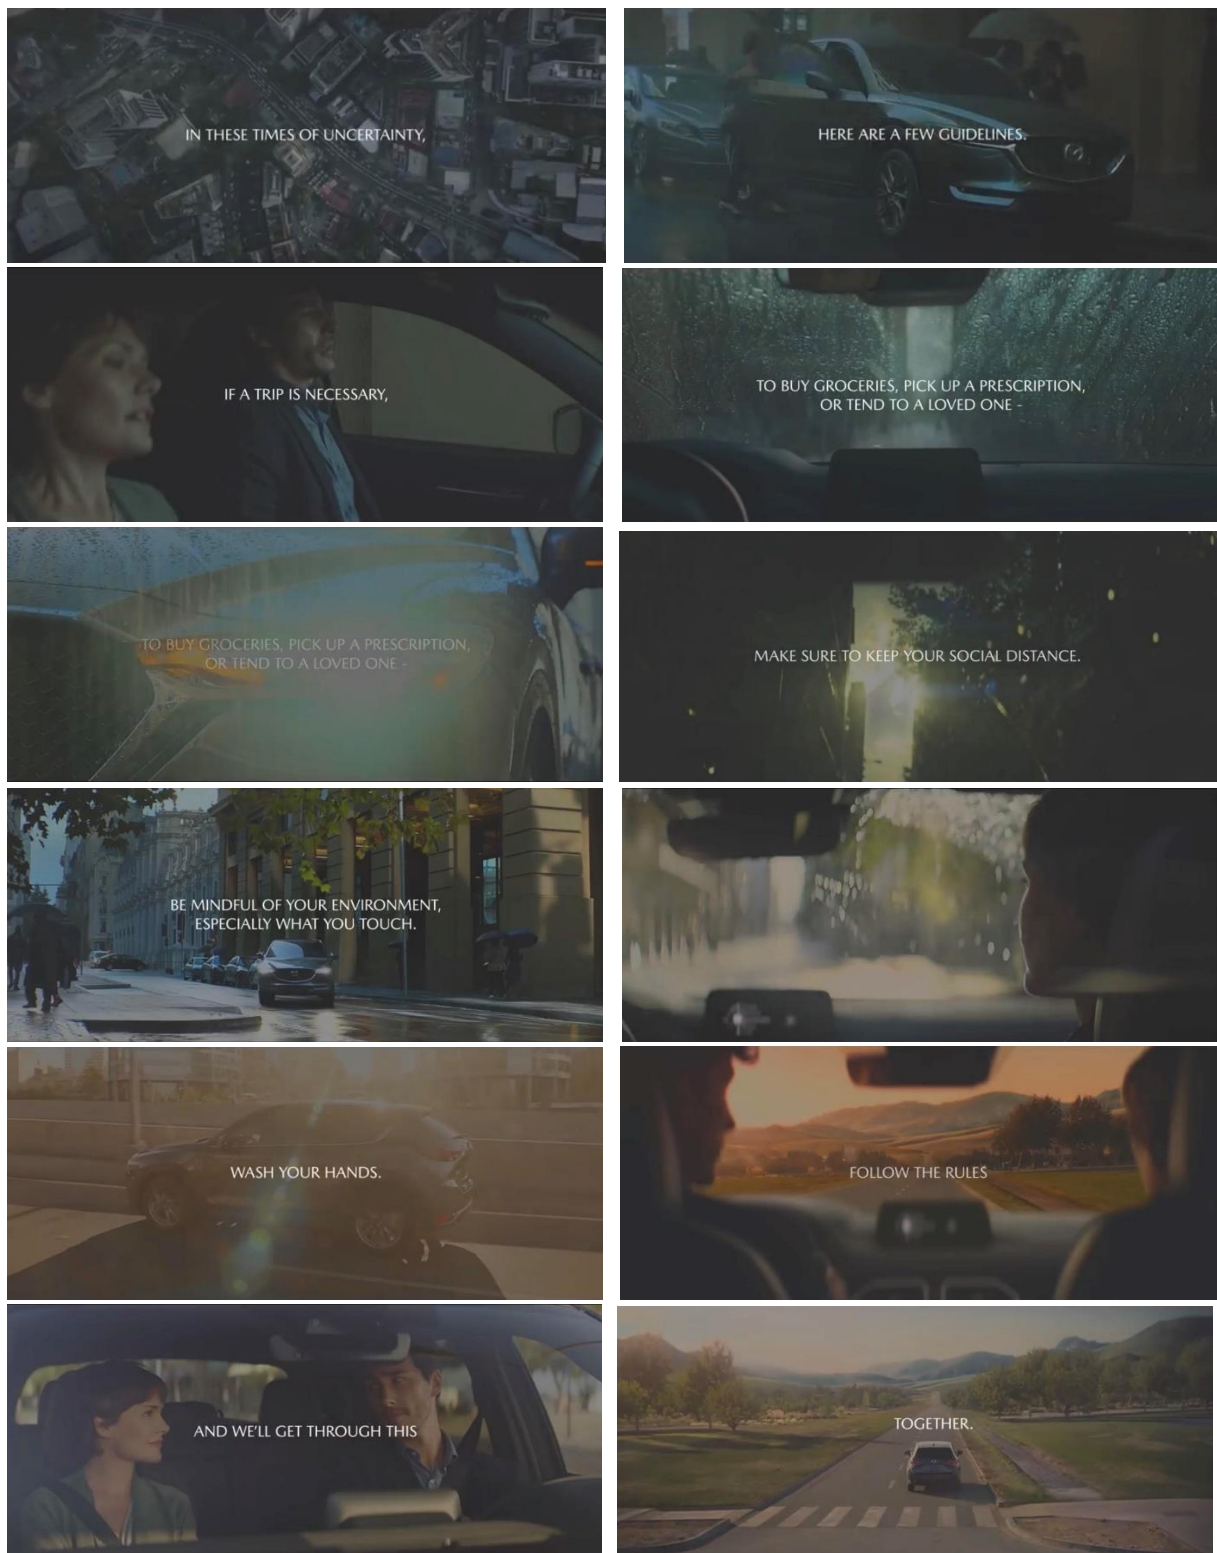 IN THESE TIMES OF UNCERTAINTY,
HERE ARE A FEW GUIDELINES.
IF A TRIP IS NECESSARY,
TO BUY GROCERIES, PICK UP A PRESCRIPTION,
OR TEND TO A LOVED ONE -
TO BUY GROCERIES, PICK UP A PRESCRIPTION,
OR TEND TO A LOVED ONE -
MAKE SURE TO KEEP YOUR SOCIAL DISTANCE.
BE MINDFUL OF YOUR ENVIRONMENT,
ESPECIALLY WHAT YOU TOUCH.
WASH YOUR HANDS.
FOLLOW THE RULES
AND WE'LL GET THROUGH THIS
TOGETHER.